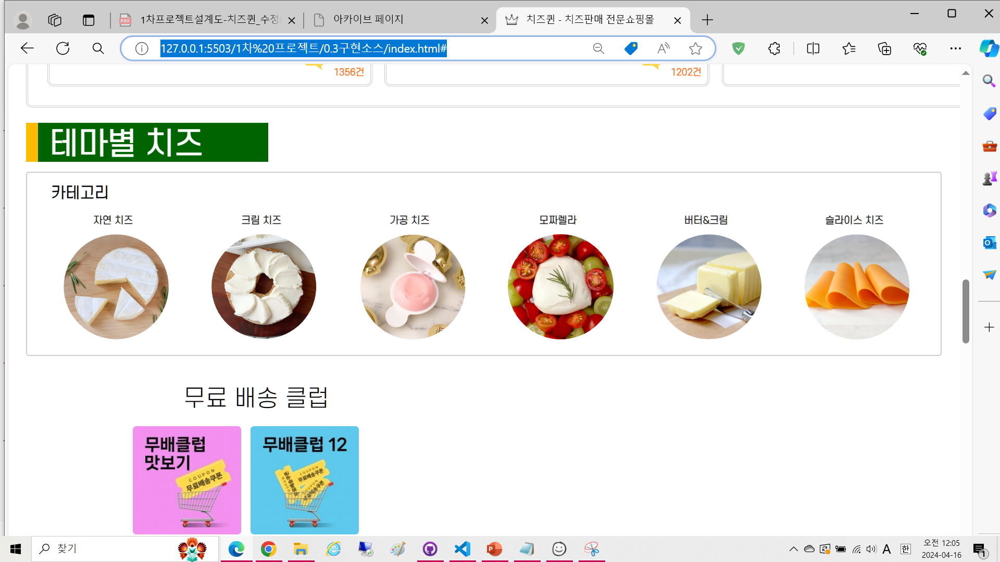 1차프로젝트설계도-치즈퀸_수정
아카이브 페이지
치즈퀸 - 치즈판매 전문쇼핑몰
127.0.0.1:5503/1차%20프로젝트/0.3구현소스/index.html#
1356건
1202건
테마별 치즈
카테고리
자연 치즈
크림 치즈
가공 치즈
모짜렐라
버터&크림
슬라이스 치즈
무료 배송 클럽
무배클럽
맛보기
COUPON
무료배송쿠폰
무배클럽 12
COUPON
무료배송쿠폰
찾기
A
한
오전 12:05
2024-04-16
1